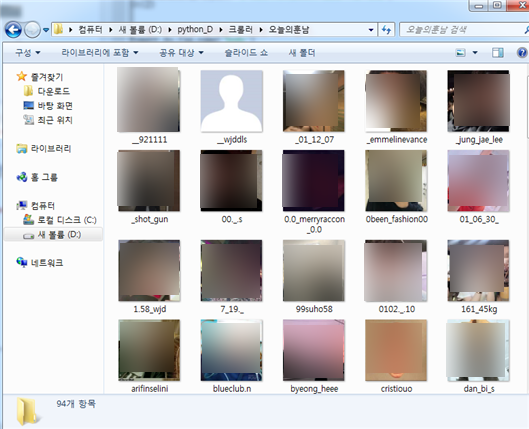 컴퓨터 ▸ 새 볼륨 (D:) ▸ python_D ▸ 크롤러 ▸ 오늘의훈남
오늘의훈남 검색
구성 라이브러리에 포함 공유 대상 슬라이드 쇼 새 폴더
즐겨찾기
다운로드
바탕 화면
최근 위치
라이브러리
홈 그룹
컴퓨터
로컬 디스크 (C:)
새 볼륨 (D:)
네트워크
__921111
__wjddls
_01_12_07
_emmelinevance
_jung_jae_lee
_shot_gun
00._.s
0.0_merryraccon
_0.0
0been_fashion00
01_06_30_
1.58_wjd
7_19._
99suho58
0102._.10
161_45kg
arifinselini
blueclub.n
byeong_heee
cristiouo
dan_bi_s
94개 항목